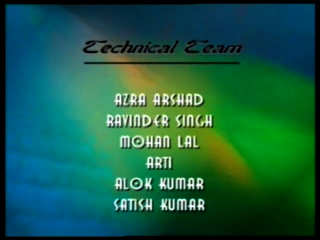 Technical Team
AZRA ARSHAD
RAVINDER SINGH
MOHAN LAL
ARTI
ALOK KUMAR
SATISH KUMAR